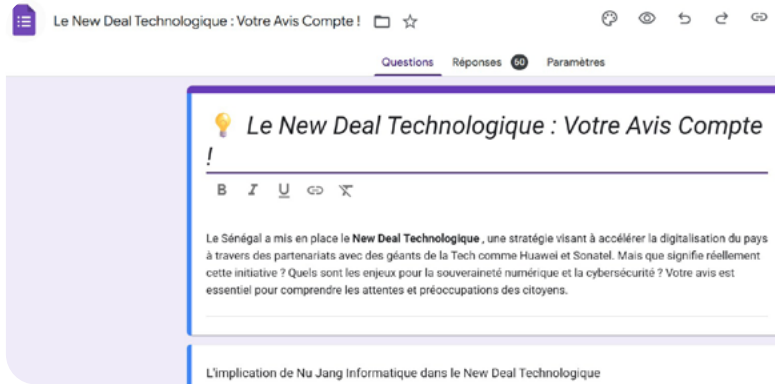 Le New Deal Technologique : Votre Avis Compte !
Questions Réponses 60 Paramètres
💡 Le New Deal Technologique : Votre Avis Compte
!
B I U
Le Sénégal a mis en place le New Deal Technologique , une stratégie visant à accélérer la digitalisation du pays
à travers des partenariats avec des géants de la Tech comme Huawei et Sonatel. Mais que signifie réellement
cette initiative ? Quels sont les enjeux pour la souveraineté numérique et la cybersécurité ? Votre avis est
essentiel pour comprendre les attentes et préoccupations des citoyens.
L'implication de Nu Jang Informatique dans le New Deal Technologique